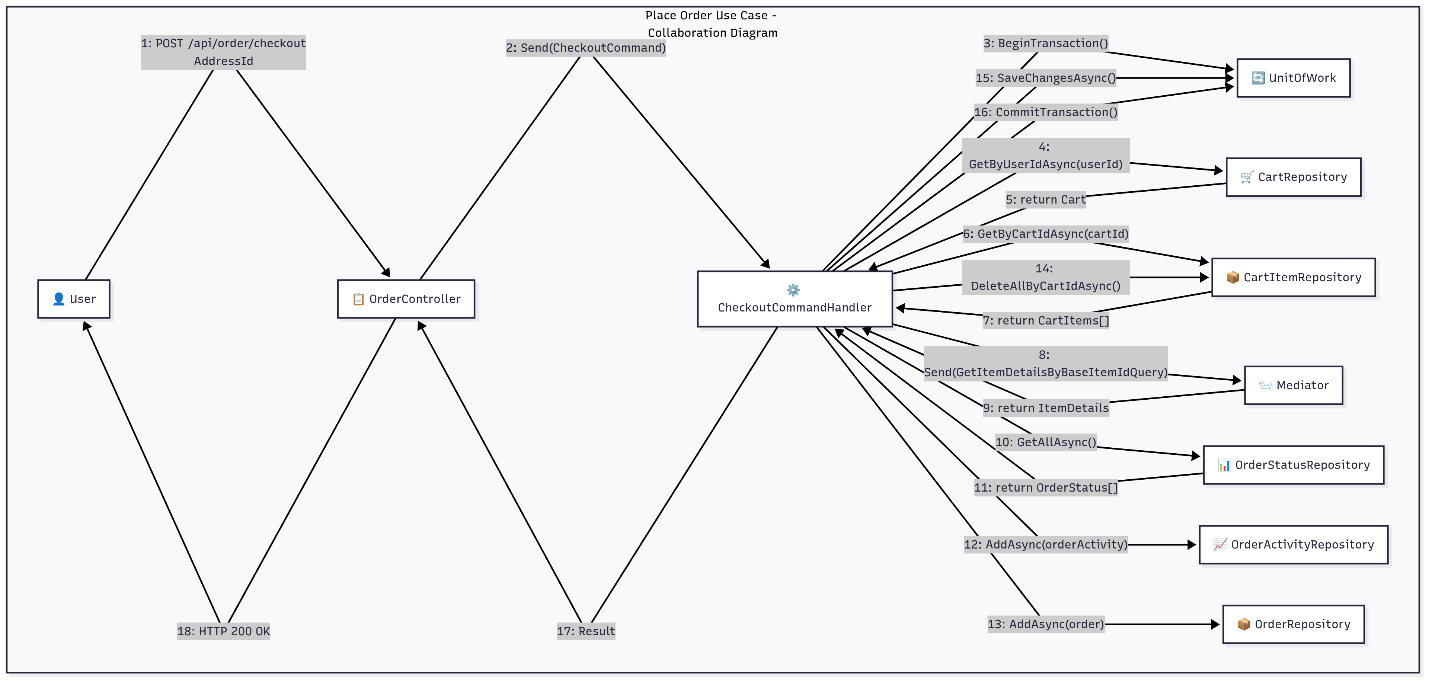 Place Order Use Case -
Collaboration Diagram
1: POST /api/order/checkout
AddressId
2: Send(CheckoutCommand)
3: BeginTransaction()
15: SaveChangesAsync()
16: CommitTransaction()
UnitOfWork
4:
GetByUserIdAsync(userId)
CartRepository
5: return Cart
6: GetByCartIdAsync(cartId)
14:
DeleteAllByCartIdAsync()
CartItemRepository
7: return CartItems[]
User
OrderController
CheckoutCommandHandler
8:
Send(GetItemDetailsByBaseItemIdQuery)
Mediator
9: return ItemDetails
10: GetAllAsync()
OrderStatusRepository
11: return OrderStatus[]
12: AddAsync(orderActivity)
OrderActivityRepository
13: AddAsync(order)
OrderRepository
18: HTTP 200 OK
17: Result